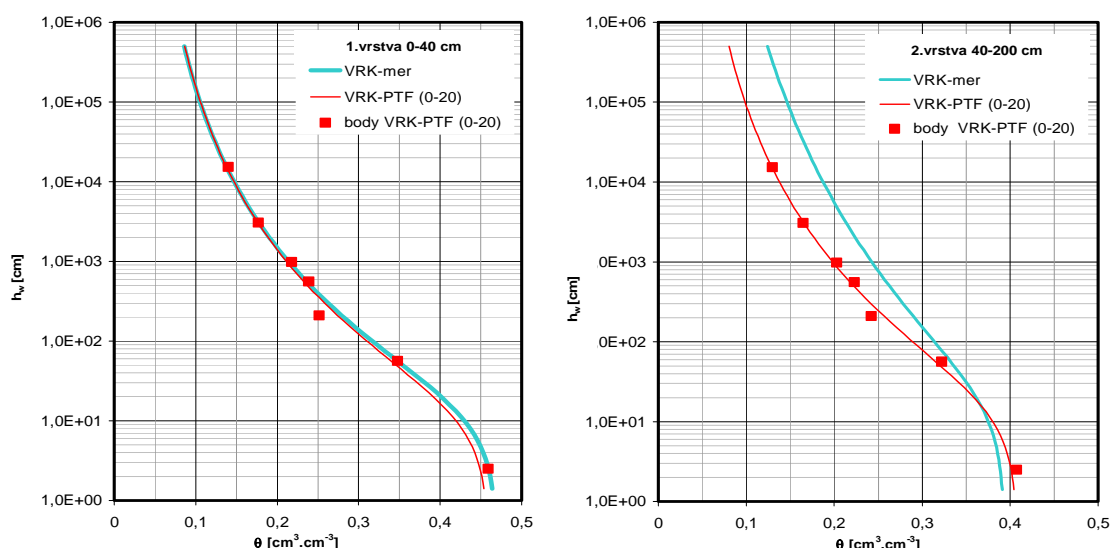 1.vrstva 0-40 cm
VRK-mer
VRK-PTF (0-20)
body VRK-PTF (0-20)
1,0E+06
1,0E+05
1,0E+04
1,0E+03
1,0E+02
1,0E+01
1,0E+00
hw [cm]
0
0,1
0,2
0,3
0,4
0,5
θ [cm³.cm⁻³]
2.vrstva 40-200 cm
VRK-mer
VRK-PTF (0-20)
body VRK-PTF (0-20)
1,0E+06
1,0E+05
1,0E+04
0E+03
0E+02
1,0E+01
1,0E+00
hw [cm]
0
0,1
0,2
0,3
0,4
0,5
θ [cm³.cm⁻³]